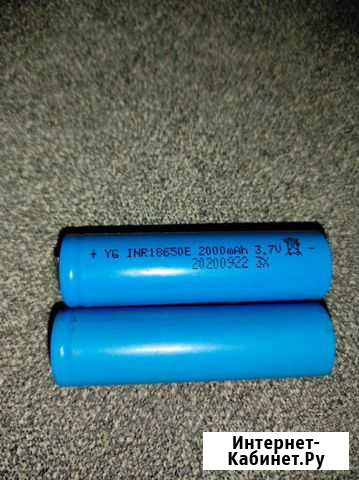 + YG INR18650E 2000mAh 3.7V -
20200922 3X
Интернет-
Кабинет.Ру